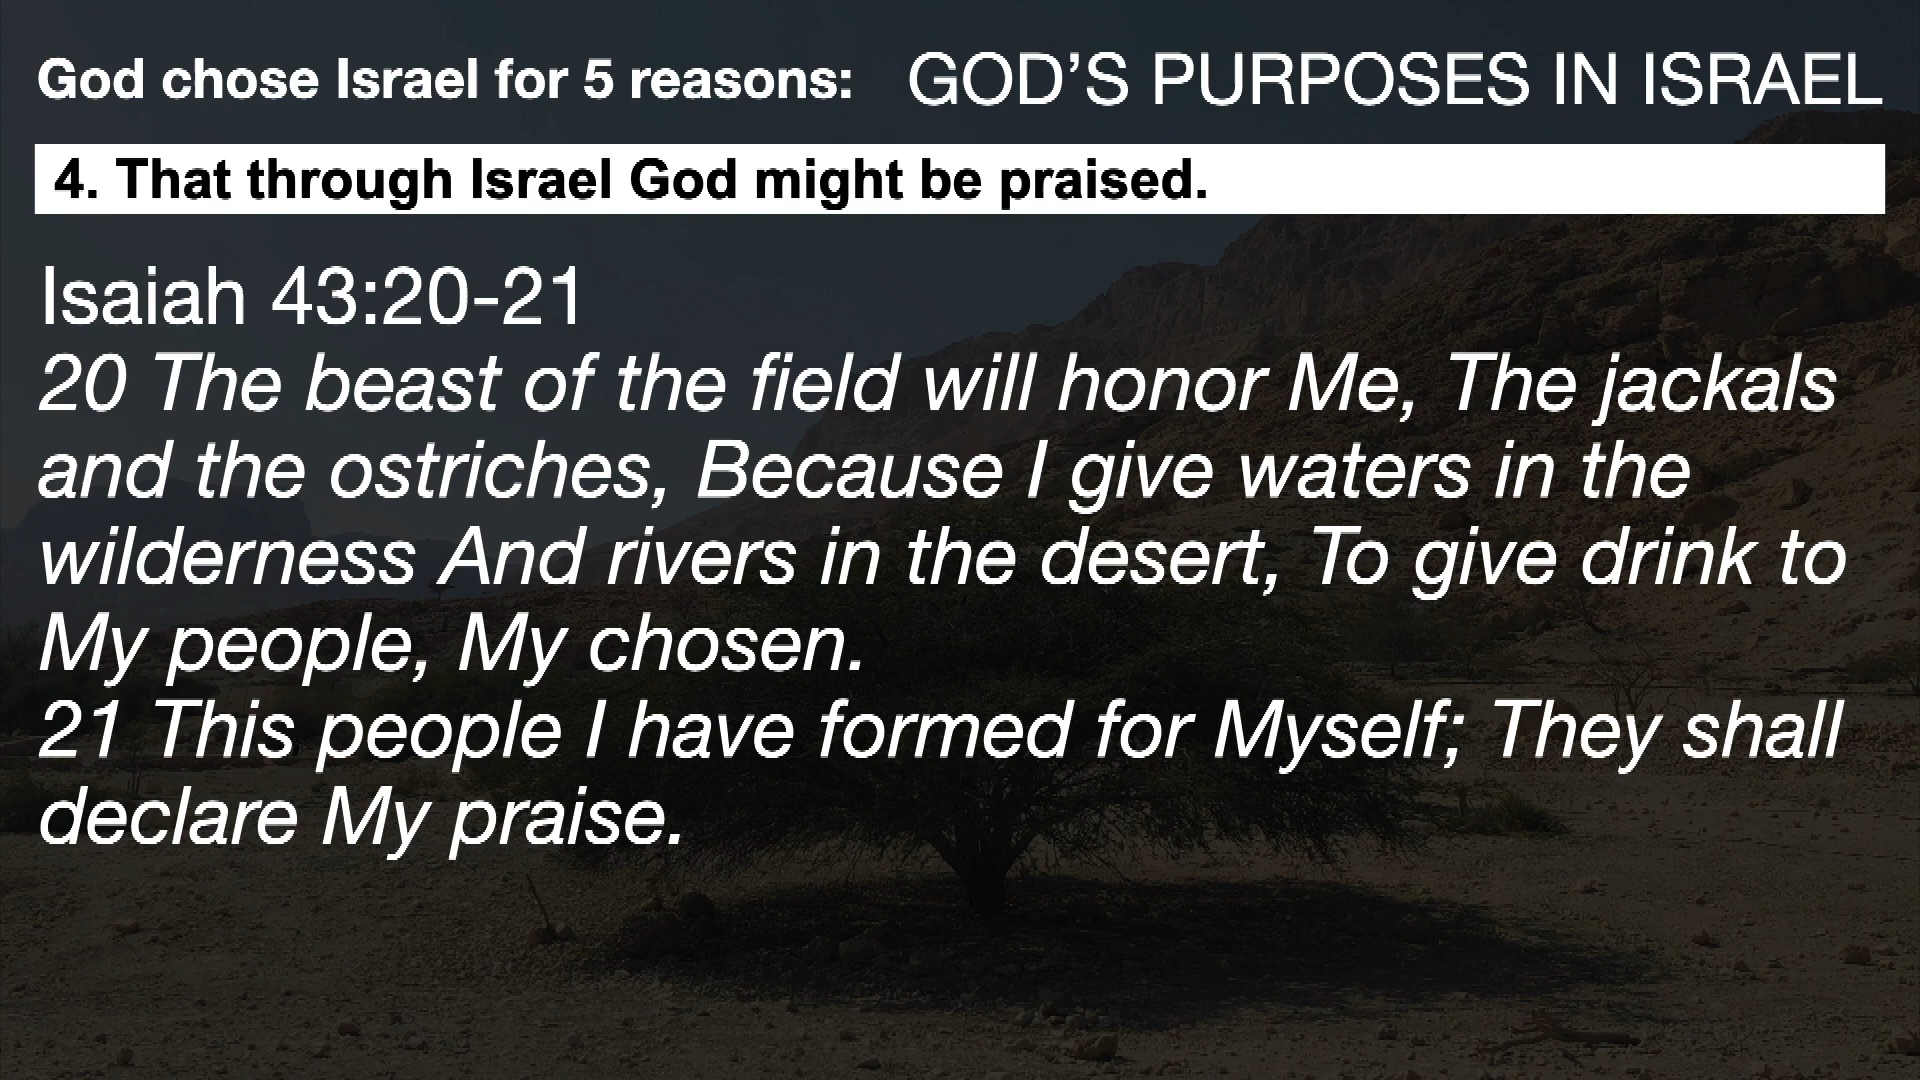 God chose Israel for 5 reasons: GOD’S PURPOSES IN ISRAEL
4. That through Israel God might be praised.
Isaiah 43:20-21
20 The beast of the field will honor Me, The jackals
and the ostriches, Because I give waters in the
wilderness And rivers in the desert, To give drink to
My people, My chosen.
21 This people I have formed for Myself; They shall
declare My praise.